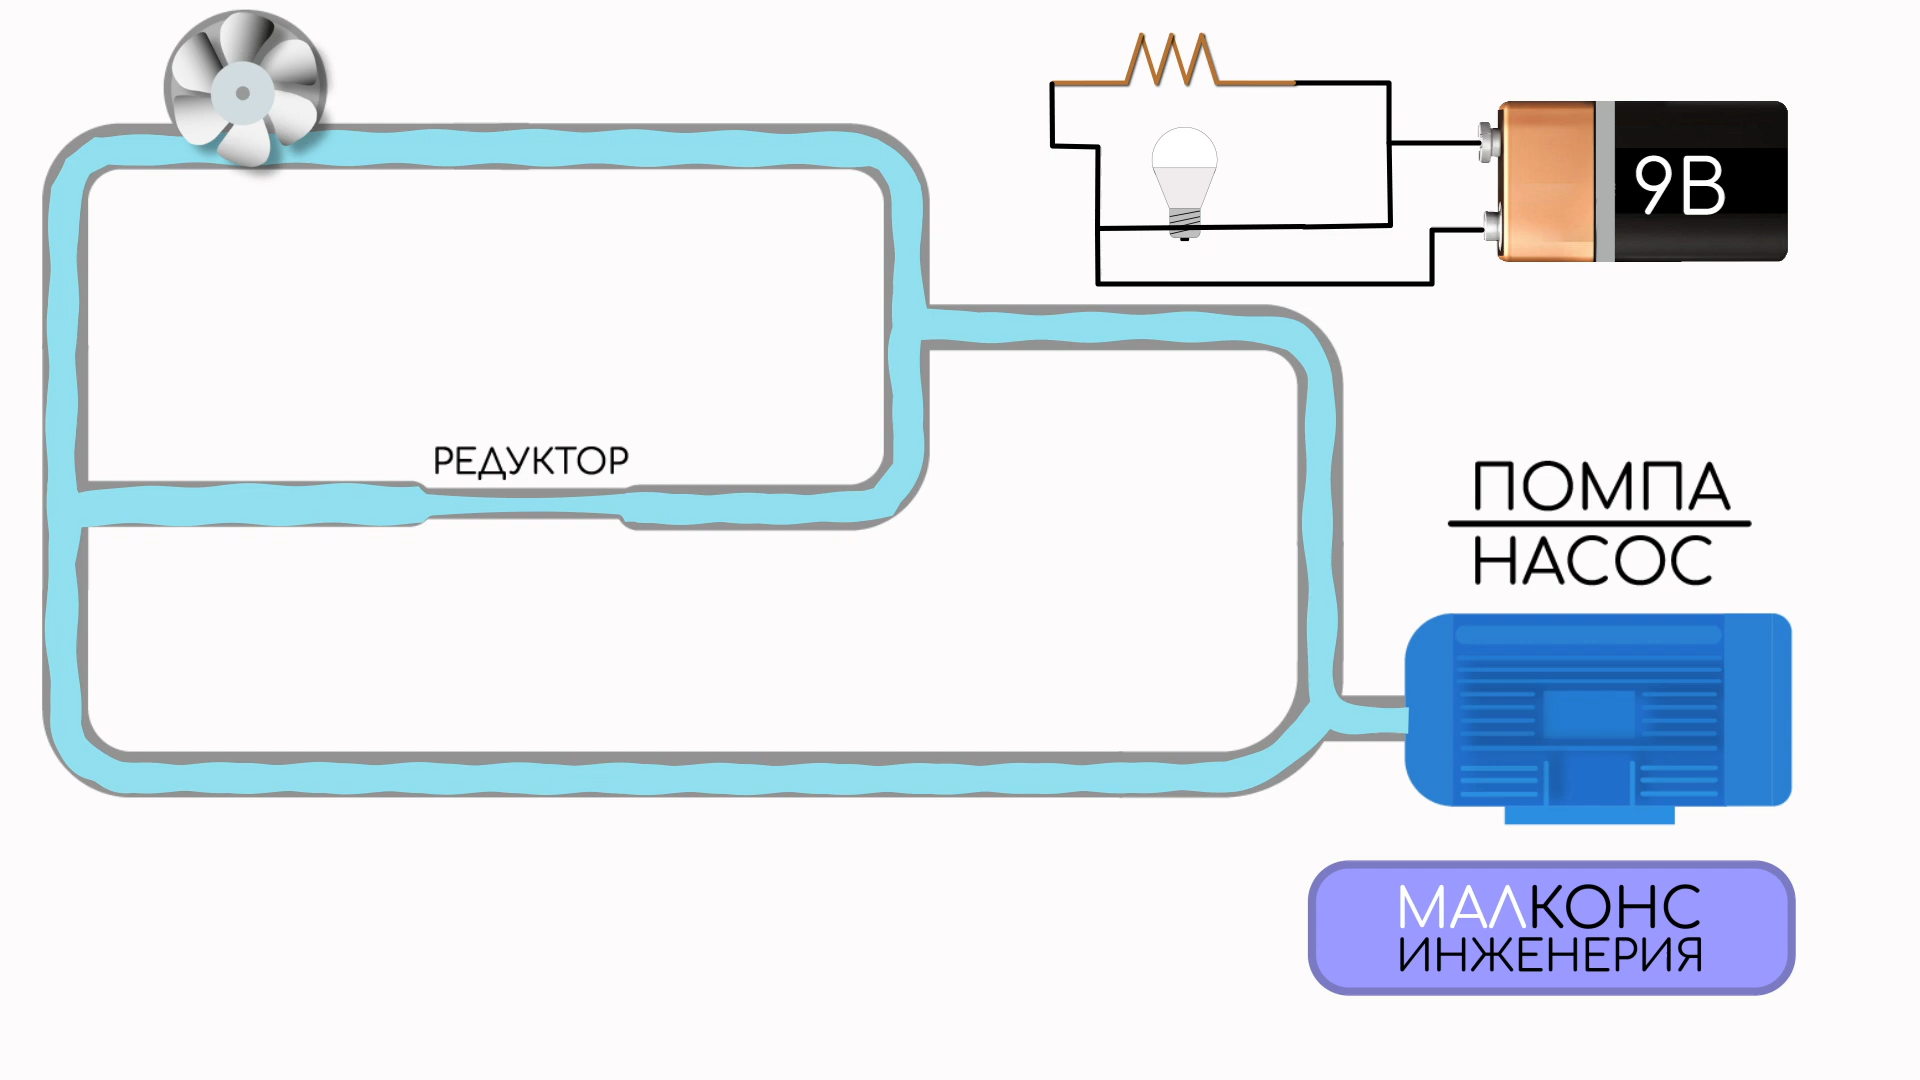 9В
РЕДУКТОР
ПОМПА
НАСОС
МАЛКОНС
ИНЖЕНЕРИЯ